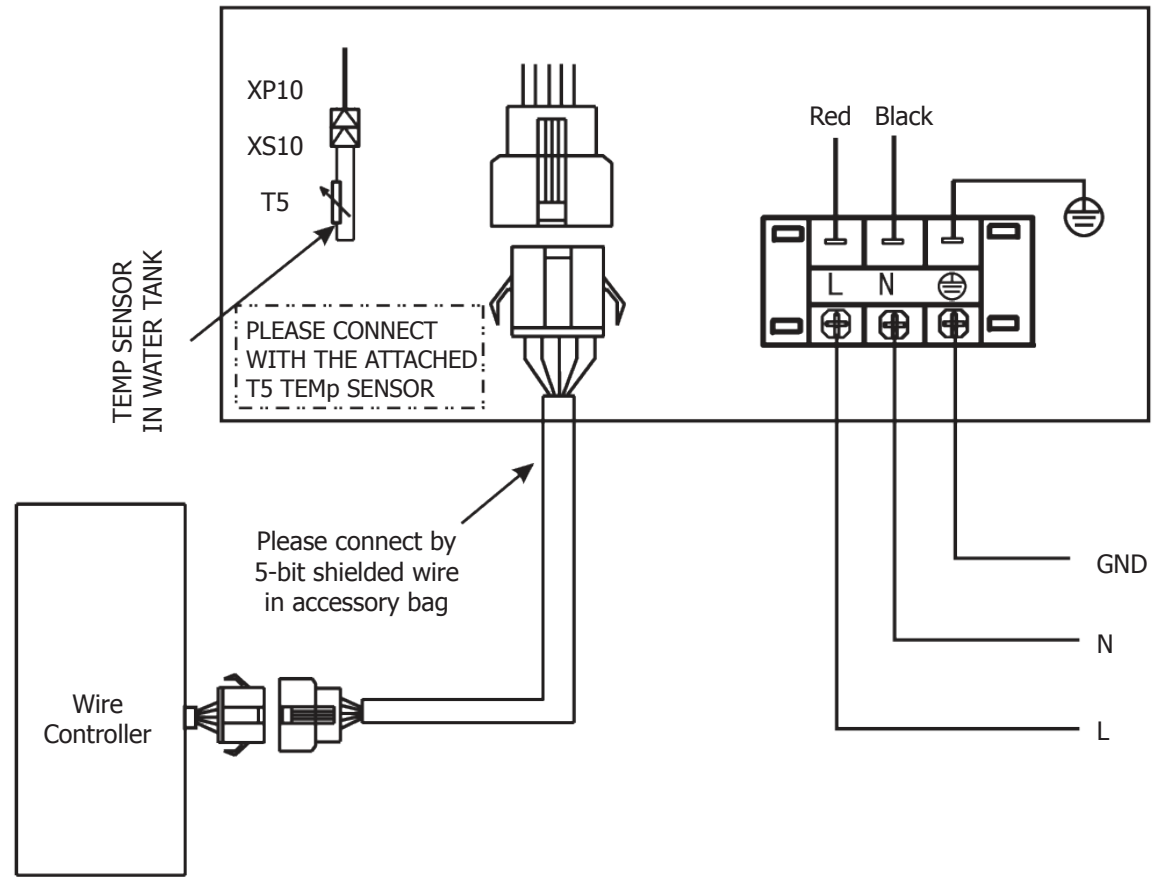 XP10
XS10
T5
TEMP SENSOR
IN WATER TANK
PLEASE CONNECT
WITH THE ATTACHED
T5 TEMp SENSOR
Red Black
L N
Please connect by
5-bit shielded wire
in accessory bag
Wire
Controller
GND
N
L